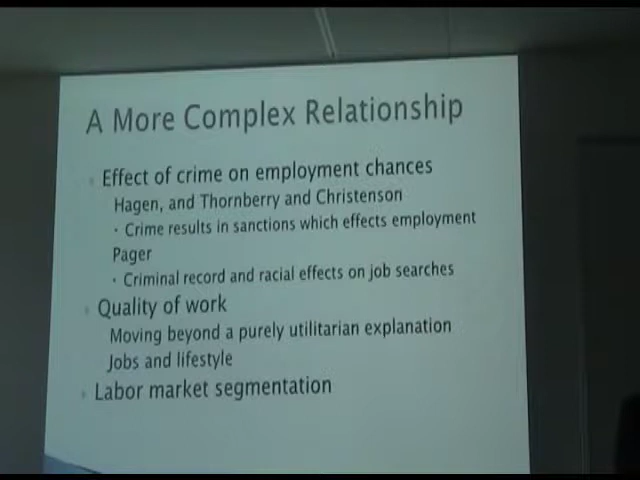 A More Complex Relationship
Effect of crime on employment chances
Hagen, and Thornberry and Christenson
· Crime results in sanctions which effects employment
Pager
· Criminal record and racial effects on job searches
Quality of work
Moving beyond a purely utilitarian explanation
Jobs and lifestyle
Labor market segmentation